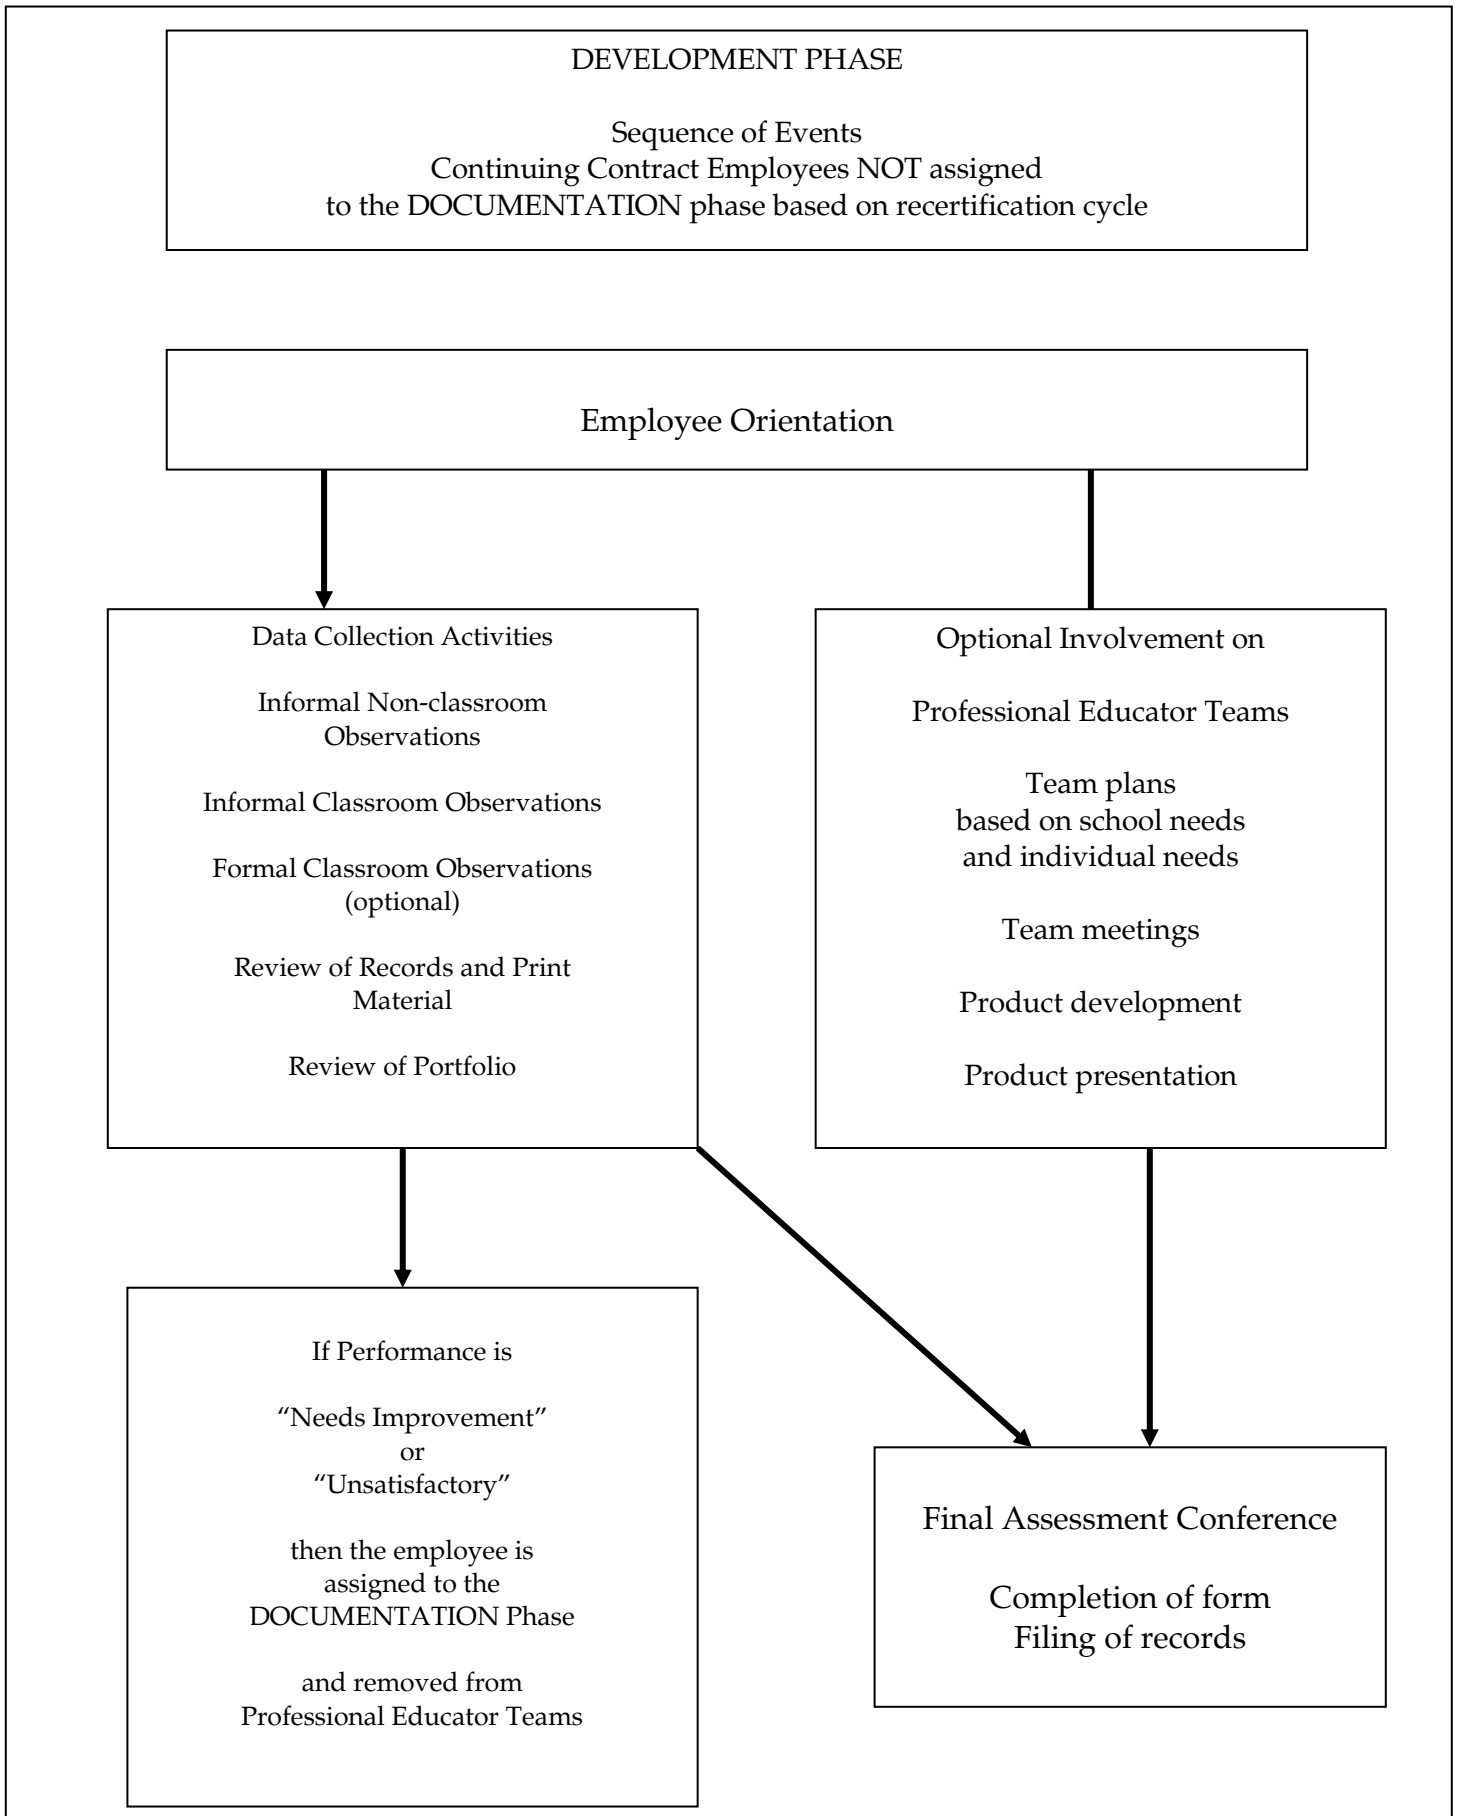 DEVELOPMENT PHASE
Sequence of Events
Continuing Contract Employees NOT assigned
to the DOCUMENTATION phase based on recertification cycle
Employee Orientation
Data Collection Activities
Informal Non-classroom
Observations
Informal Classroom Observations
Formal Classroom Observations
(optional)
Review of Records and Print
Material
Review of Portfolio
Optional Involvement on
Professional Educator Teams
Team plans
based on school needs
and individual needs
Team meetings
Product development
Product presentation
If Performance is
“Needs Improvement”
or
“Unsatisfactory”
then the employee is
assigned to the
DOCUMENTATION Phase
and removed from
Professional Educator Teams
Final Assessment Conference
Completion of form
Filing of records